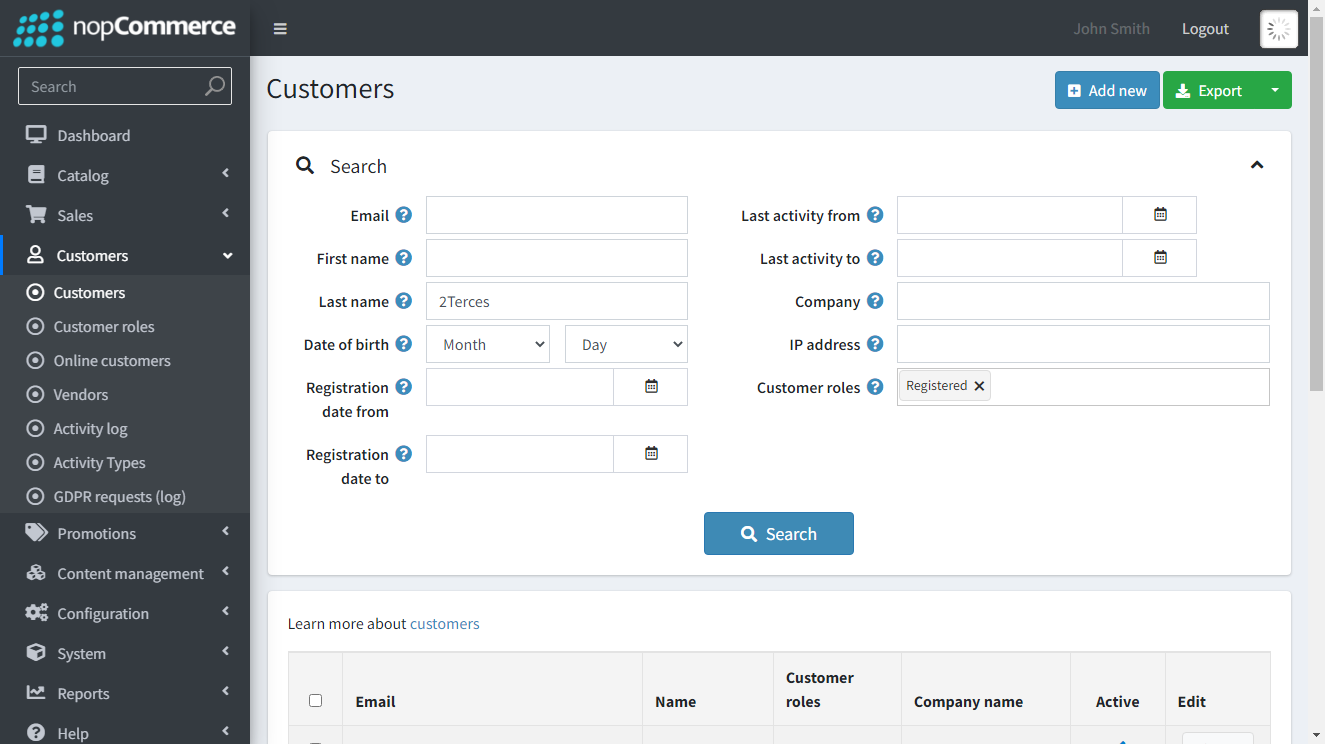 nopCommerce
John Smith
Logout
Search
Customers
Add new
Export
Dashboard
Catalog
Sales
Customers
Customers
Customer roles
Online customers
Vendors
Activity log
Activity Types
GDPR requests (log)
Promotions
Content management
Configuration
System
Reports
Help
Search
Email
First name
Last name
2Terces
Date of birth
Month
Day
Registration
date from
Registration
date to
Last activity from
Last activity to
Company
IP address
Customer roles
Registered
Search
Learn more about customers
Email
Name
Customer
roles
Company name
Active
Edit